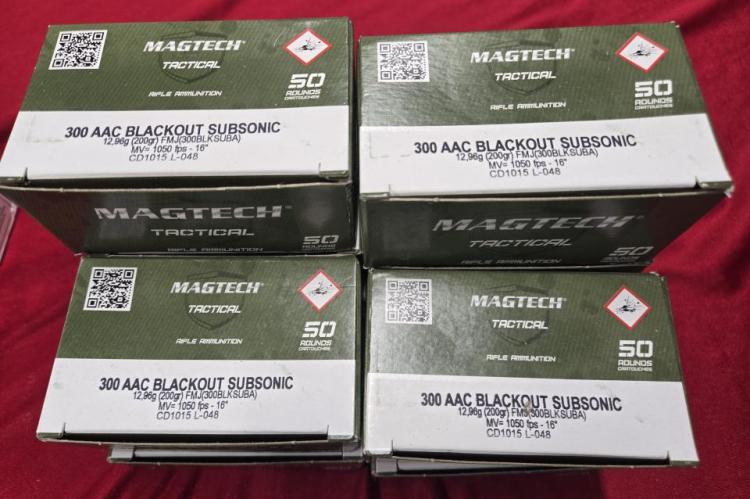 MAGTECH
TACTICAL
RIFLE AMMUNITION
50
ROUNDS
CARTOUCHES
300 AAC BLACKOUT SUBSONIC
12,96g (200gr) FMJ(300BLKSUBA)
MV= 1050 fps - 16"
CD1015 L-048
MAGTECH
TACTICAL
RIFLE AMMUNITION
50
ROUNDS
MAGTECH
TACTICAL
RIFLE AMMUNITION
50
ROUNDS
CARTOUCHES
300 AAC BLACKOUT SUBSONIC
12,96g (200gr) FMJ(300BLKSUBA)
MV= 1050 fps - 16"
CD1015 L-048
MAGTECH
TACTICAL
RIFLE AMMUNITION
50
ROUNDS
MAGTECH
TACTICAL
RIFLE AMMUNITION
50
ROUNDS
CARTOUCHES
300 AAC BLACKOUT SUBSONIC
12,96g (200gr) FMJ(300BLKSUBA)
MV= 1050 fps - 16"
CD1015 L-048
MAGTECH
TACTICAL
RIFLE AMMUNITION
50
ROUNDS
CARTOUCHES
300 AAC BLACKOUT SUBSONIC
12,96g (200gr) FMJ(300BLKSUBA)
MV= 1050 fps - 16"
CD1015 L-048